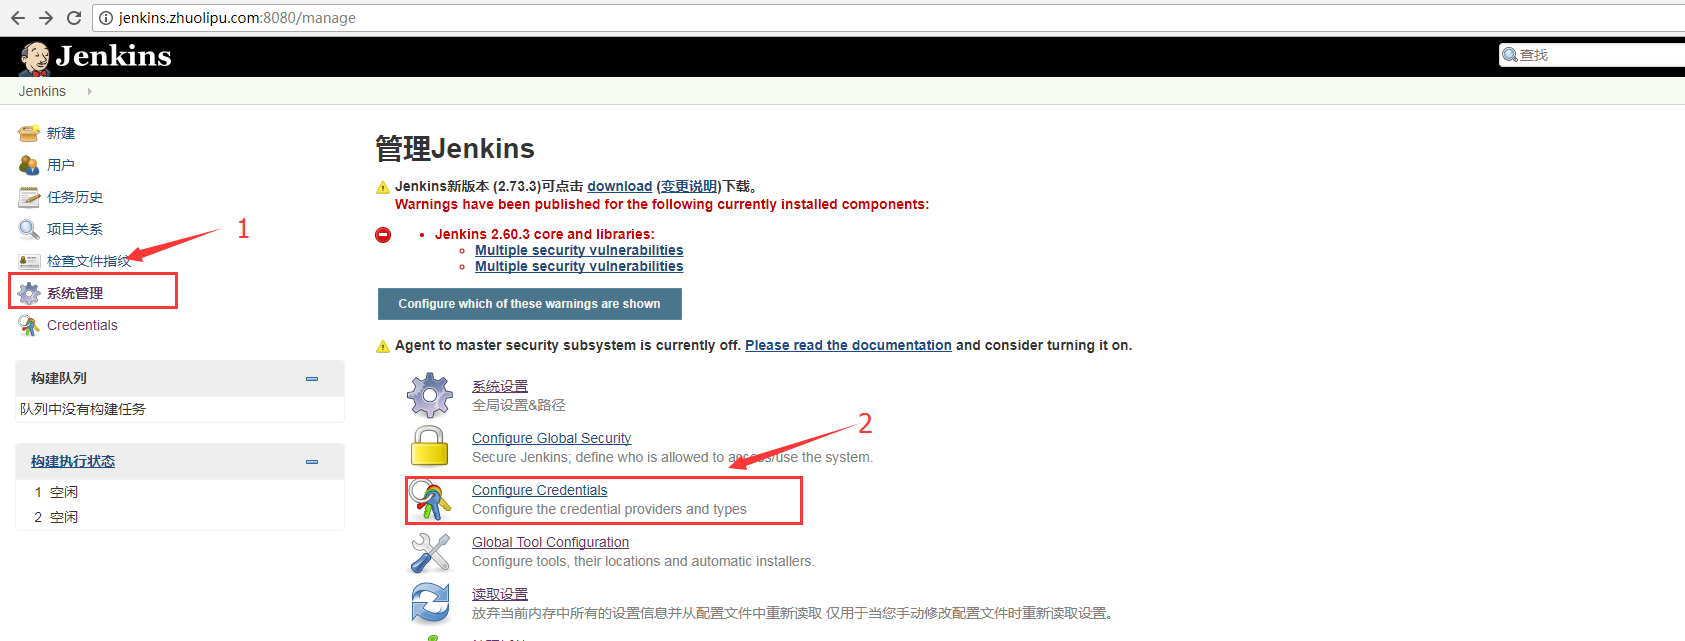 jenkins.zhuolipu.com:8080/manage
Jenkins
查找
Jenkins
新建
用户
任务历史
项目关系
1
检查文件指纹
系统管理
Credentials
构建队列
队列中没有构建任务
构建执行状态
1 空闲
2 空闲
管理Jenkins
Jenkins新版本 (2.73.3)可点击 download (变更说明)下载。
Warnings have been published for the following currently installed components:
Jenkins 2.60.3 core and libraries:
Multiple security vulnerabilities
Multiple security vulnerabilities
Configure which of these warnings are shown
Agent to master security subsystem is currently off. Please read the documentation and consider turning it on.
系统设置
全局设置&路径
2
Configure Global Security
Secure Jenkins; define who is allowed to access/use the system.
Configure Credentials
Configure the credential providers and types
Global Tool Configuration
Configure tools, their locations and automatic installers.
读取设置
放弃当前内存中所有的设置信息并从配置文件中重新读取 仅用于当您手动修改配置文件时重新读取设置。